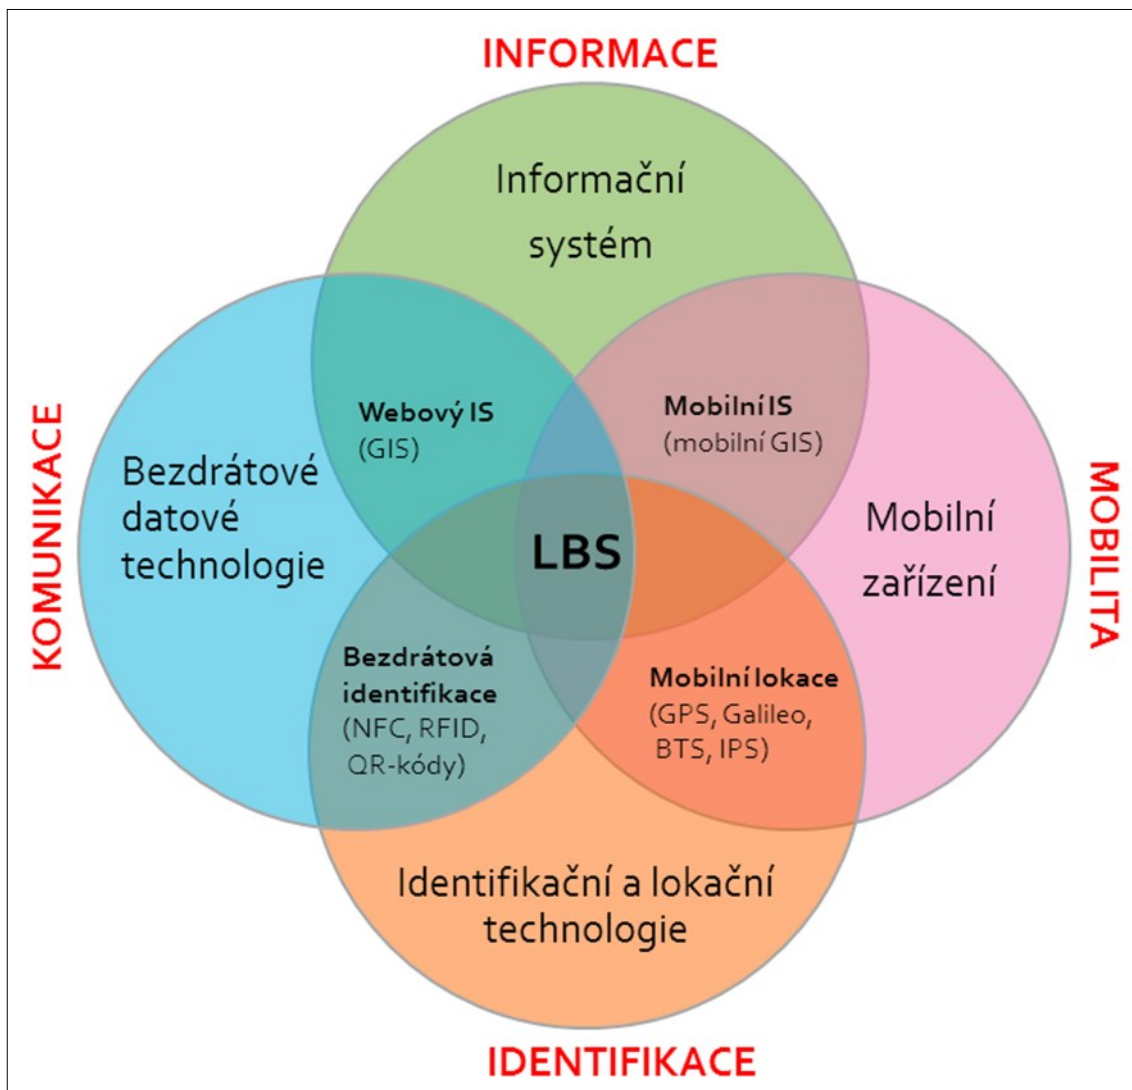 INFORMACE
Informační
systém
Webový IS
(GIS)
Mobilní IS
(mobilní GIS)
KOMUNIKACE
Bezdrátové
datové
technologie
LBS
Mobilní
zařízení
MOBILITA
Bezdrátová
identifikace
(NFC, RFID,
QR-kódy)
Mobilní lokace
(GPS, Galileo,
BTS, IPS)
Identifikační a lokační
technologie
IDENTIFIKACE